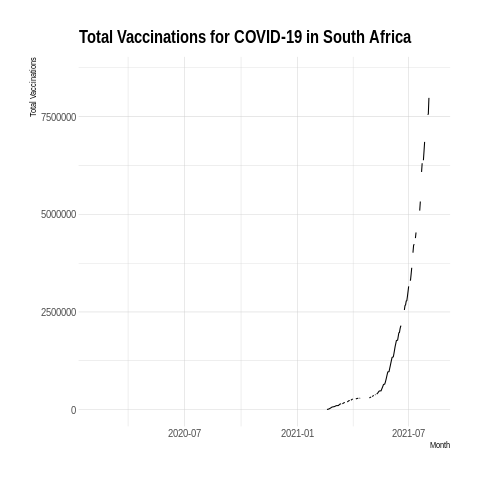 Total Vaccinations for COVID-19 in South Africa
Total Vaccinations
7500000
5000000
2500000
0
2020-07
2021-01
2021-07
Month